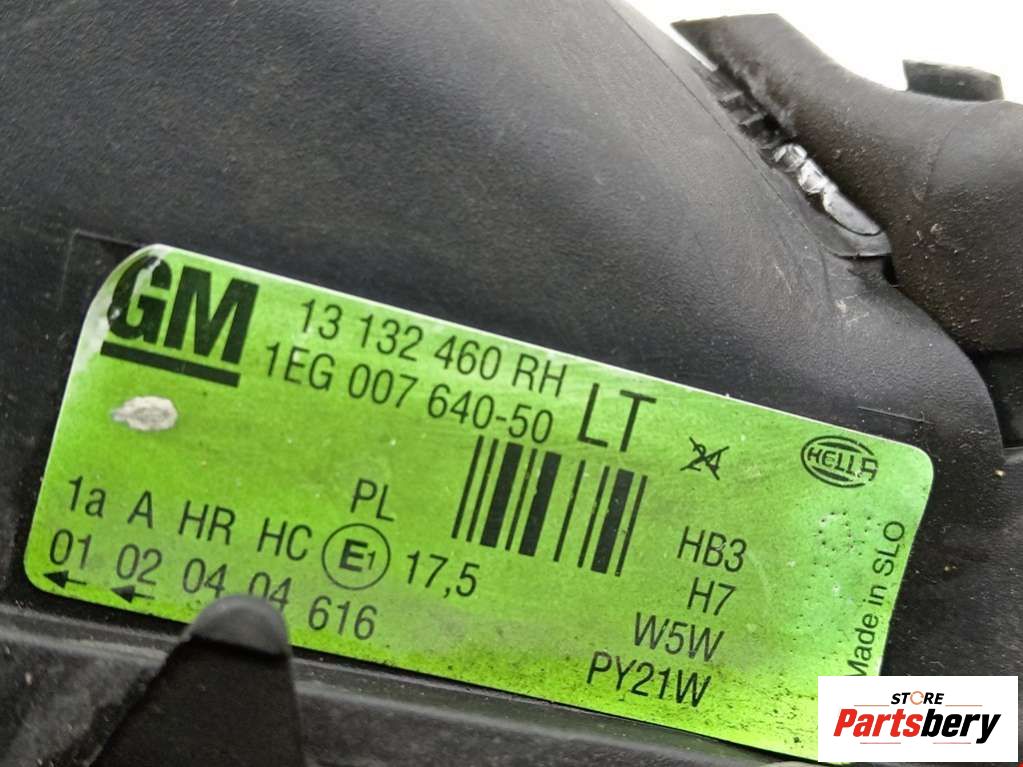 GM
13 132 460 RH
1EG 007 640-50
LT
24
HELLA
1a A HR HC PL
E1
17,5
01 02 04 04 616
HB3
H7
W5W
PY21W
Made in SLO
STORE
Partsbery